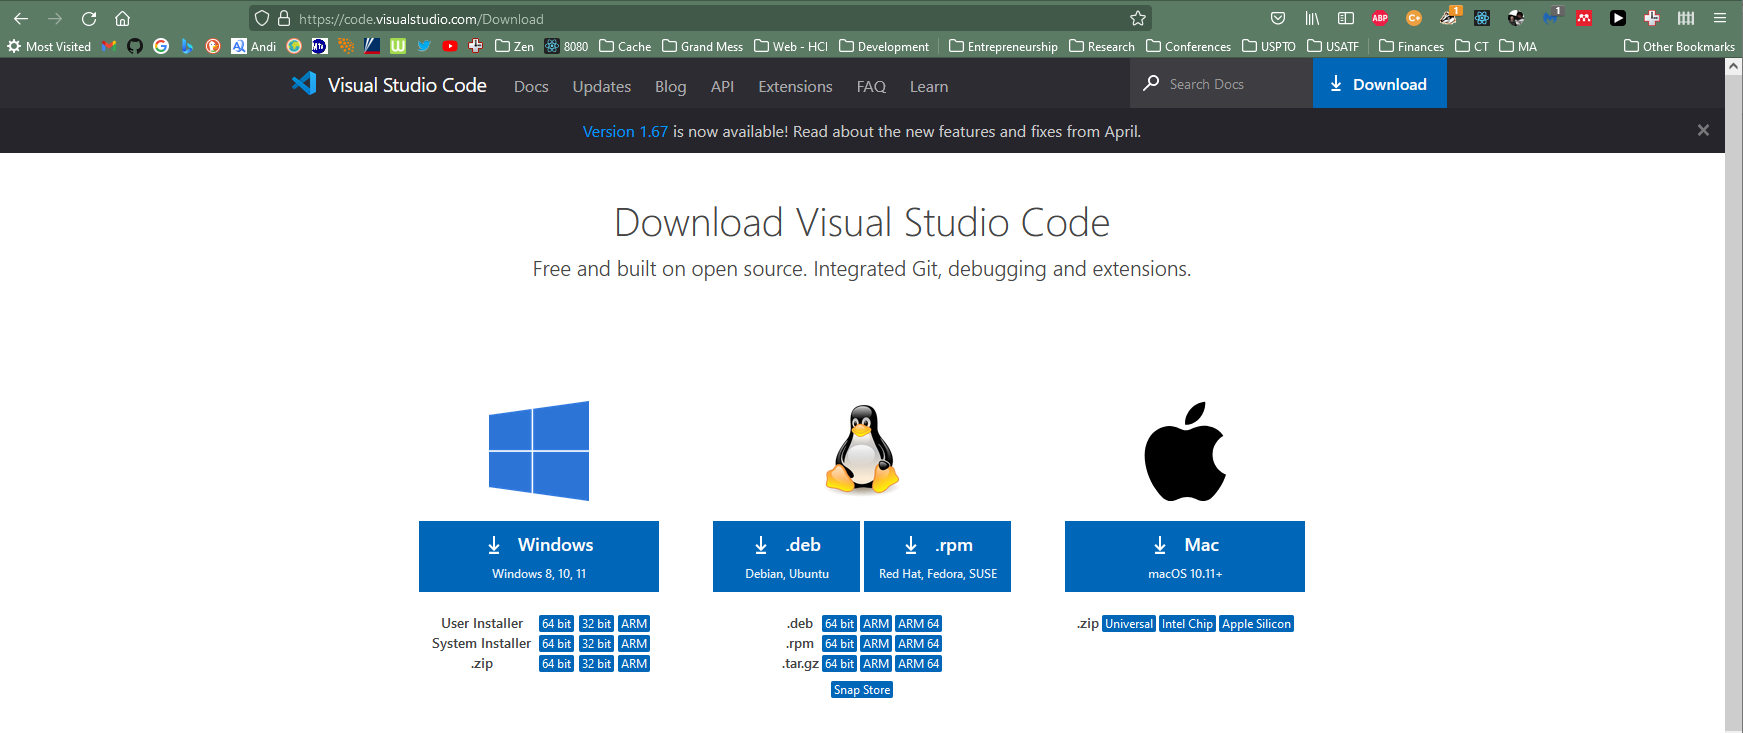 https://code.visualstudio.com/Download
ABP
C+
1
1
Most Visited
Andi
MTv
8080
Zen
Cache
Grand Mess
Web - HCI
Development
Entrepreneurship
Research
Conferences
USPTO
USATF
Finances
CT
MA
Other Bookmarks
Visual Studio Code
Docs
Updates
Blog
API
Extensions
FAQ
Learn
Search Docs
Download
Version 1.67 is now available! Read about the new features and fixes from April.
Download Visual Studio Code
Free and built on open source. Integrated Git, debugging and extensions.
Windows
Windows 8, 10, 11
.deb
Debian, Ubuntu
.rpm
Red Hat, Fedora, SUSE
Mac
macOS 10.11+
User Installer 64 bit 32 bit ARM
System Installer 64 bit 32 bit ARM
.zip 64 bit 32 bit ARM
.deb 64 bit ARM ARM 64
.rpm 64 bit ARM ARM 64
.tar.gz 64 bit ARM ARM 64
Snap Store
.zip Universal Intel Chip Apple Silicon